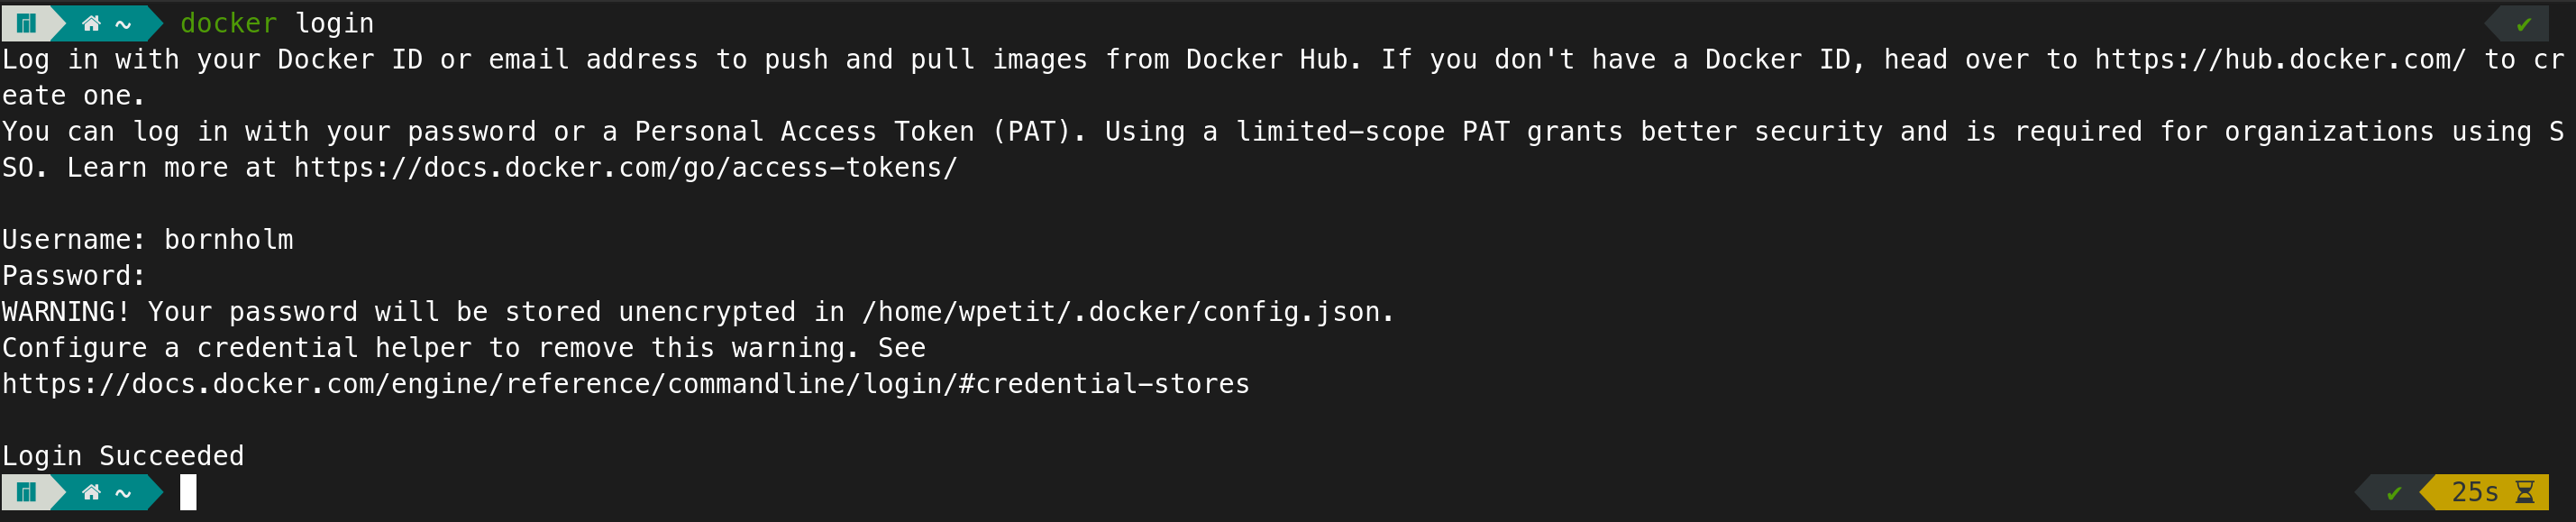 ~ docker login ✔
Log in with your Docker ID or email address to push and pull images from Docker Hub. If you don't have a Docker ID, head over to https://hub.docker.com/ to cr
eate one.
You can log in with your password or a Personal Access Token (PAT). Using a limited-scope PAT grants better security and is required for organizations using S
SO. Learn more at https://docs.docker.com/go/access-tokens/
Username: bornholm
Password:
WARNING! Your password will be stored unencrypted in /home/wpetit/.docker/config.json.
Configure a credential helper to remove this warning. See
https://docs.docker.com/engine/reference/commandline/login/#credential-stores
Login Succeeded
~ ✔ 25s